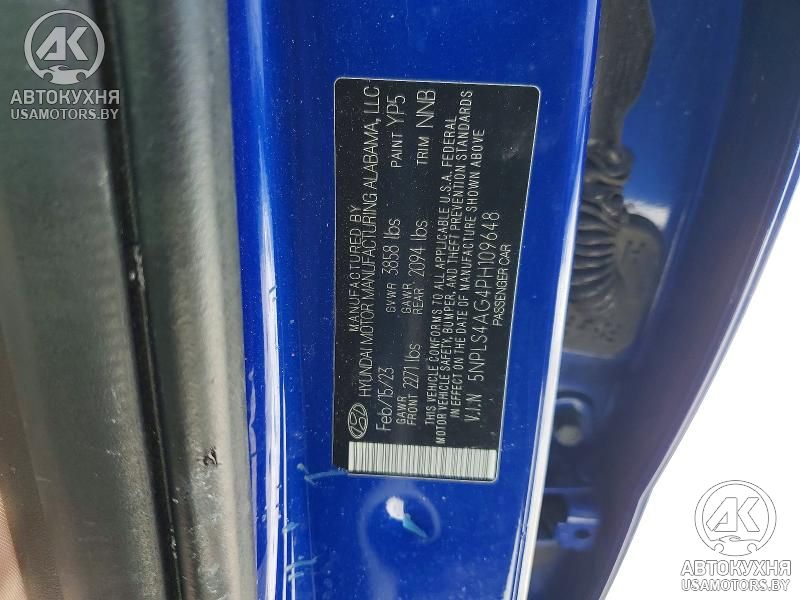 АВТОКУХНЯ
USAMOTORS.BY
MANUFACTURED BY
HYUNDAI MOTOR MANUFACTURING ALABAMA, LLC
Feb/15/23 GVWR 3858 lbs PAINT YP5
GAWR FRONT 2271 lbs GAWR REAR 2094 lbs TRIM NNB
THIS VEHICLE CONFORMS TO ALL APPLICABLE U.S.A. FEDERAL
MOTOR VEHICLE SAFETY, BUMPER, AND THEFT PREVENTION STANDARDS
IN EFFECT ON THE DATE OF MANUFACTURE SHOWN ABOVE
V.I.N 5NPLS4AG4PH109648
PASSENGER CAR
АК
АВТОКУХНЯ
USAMOTORS.BY